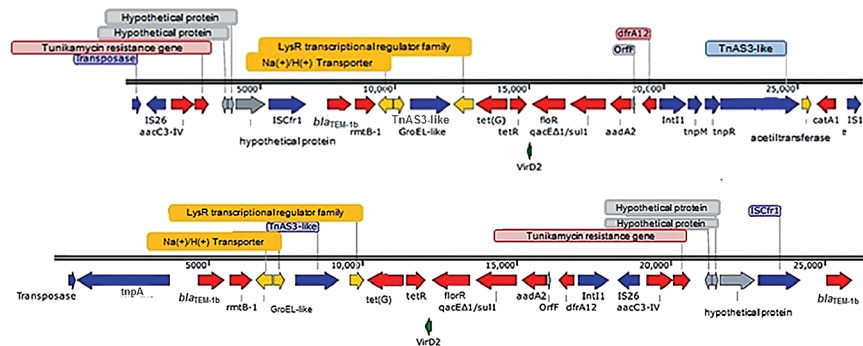 Hypothetical protein
Hypothetical protein
Tunikamycin resistance gene
Transposase
LysR transcriptional regulator family
Na(+)/H(+) Transporter
dfrA12
OrfF
TnAS3-like
5000 10,000 15,000 20,000 25,000
IS26 ISCfr1 blaTEM-1b rmtB-1 TnAS3-like tet(G) tetR floR aadA2 IntI1 tnpM tnpR catA1 IS1
aacC3-IV GroEL-like qacEΔ1/sul1 acetiltransferase e
hypothetical protein
VirD2
LysR transcriptional regulator family
(TnAS3-like
Na(+)/H(+) Transporter
Hypothetical ptrotein
Hypothetical protein
Tunikamycin resistance gene
ISCfr1
5000 10,000 15,000 20,000 25,000
Transposase tnpA blaTEM-1b rmtB-1 GroEL-like tet(G) tetR florR aadA2 IntI1 IS26 blaTEM-1b
qacEΔ1/sul1 OrfF dfrA12 aacC3-IV hypothetical protein
VirD2